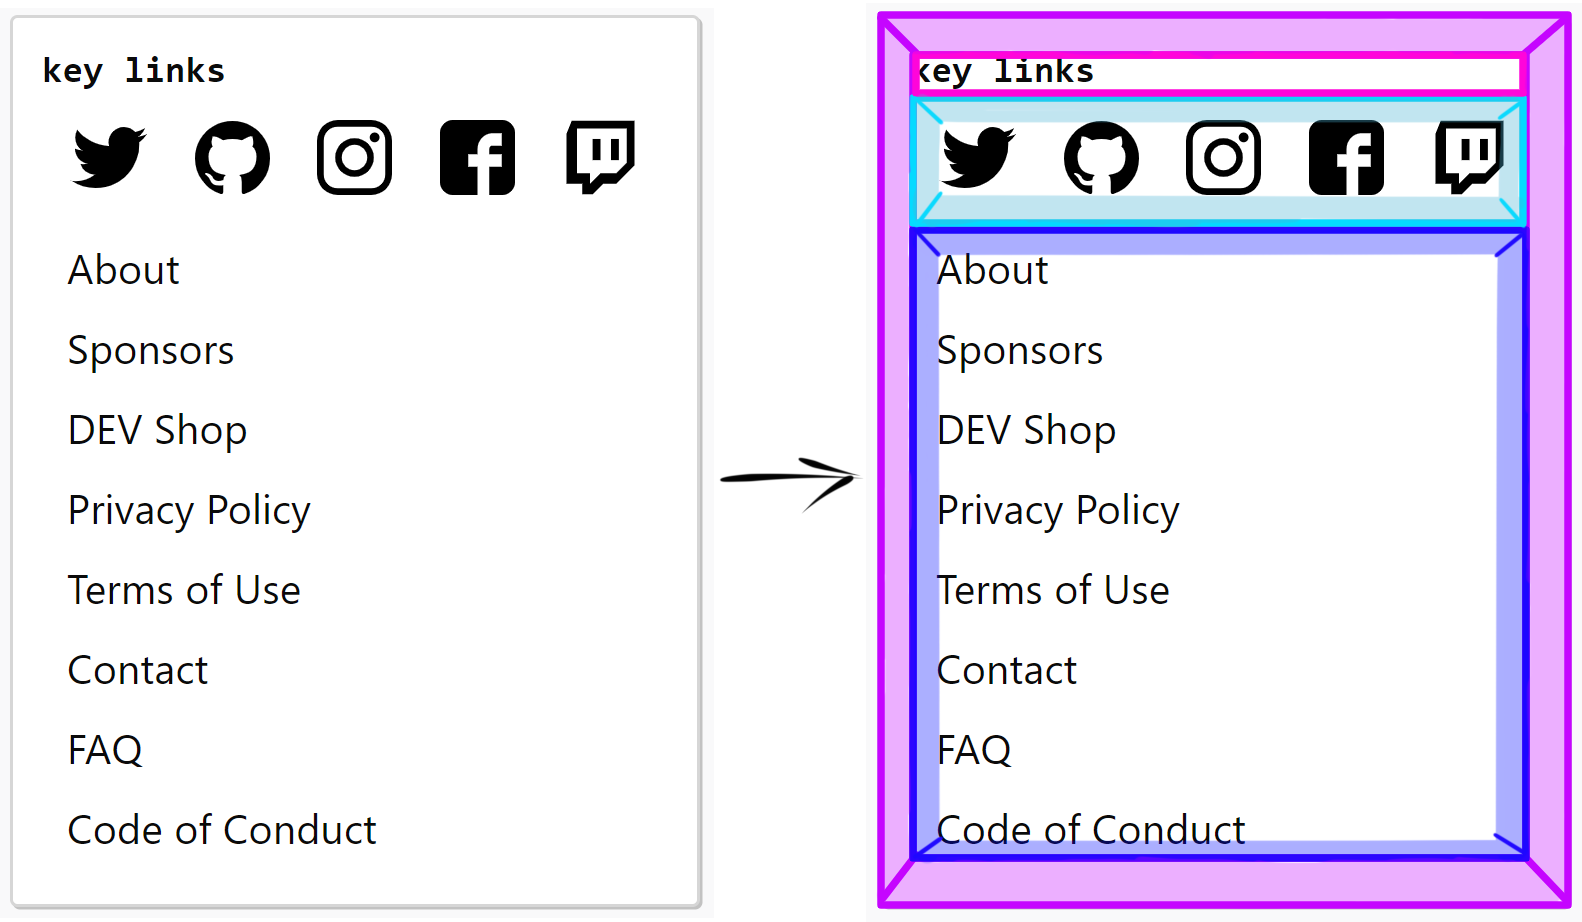 key links
About
Sponsors
DEV Shop
Privacy Policy
Terms of Use
Contact
FAQ
Code of Conduct
key links
About
Sponsors
DEV Shop
Privacy Policy
Terms of Use
Contact
FAQ
Code of Conduct